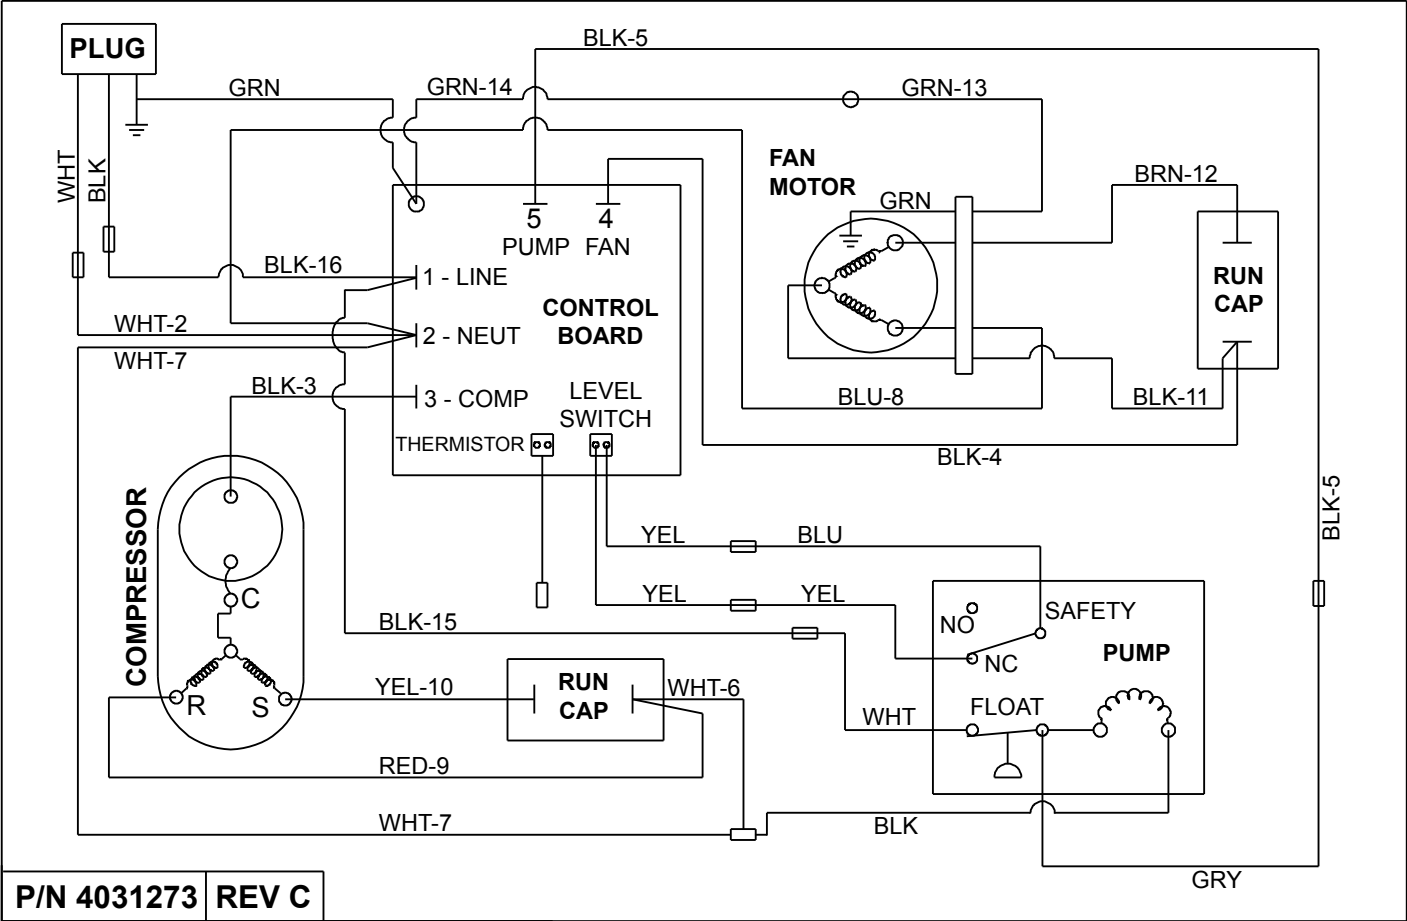 BLK-5
PLUG
GRN
GRN-14
GRN-13
WHT
BLK
FAN
MOTOR
BRN-12
GRN
5
4
PUMP
FAN
BLK-16
1 - LINE
RUN
CAP
CONTROL
BOARD
WHT-2
2 - NEUT
WHT-7
BLK-3
3 - COMP
LEVEL
SWITCH
BLU-8
BLK-11
THERMISTOR
BLK-4
BLK-5
COMPRESSOR
YEL
BLU
C
YEL
YEL
NO
SAFETY
BLK-15
NC
PUMP
R
S
YEL-10
RUN
CAP
WHT-6
WHT
FLOAT
RED-9
WHT-7
BLK
GRY
P/N 4031273
REV C